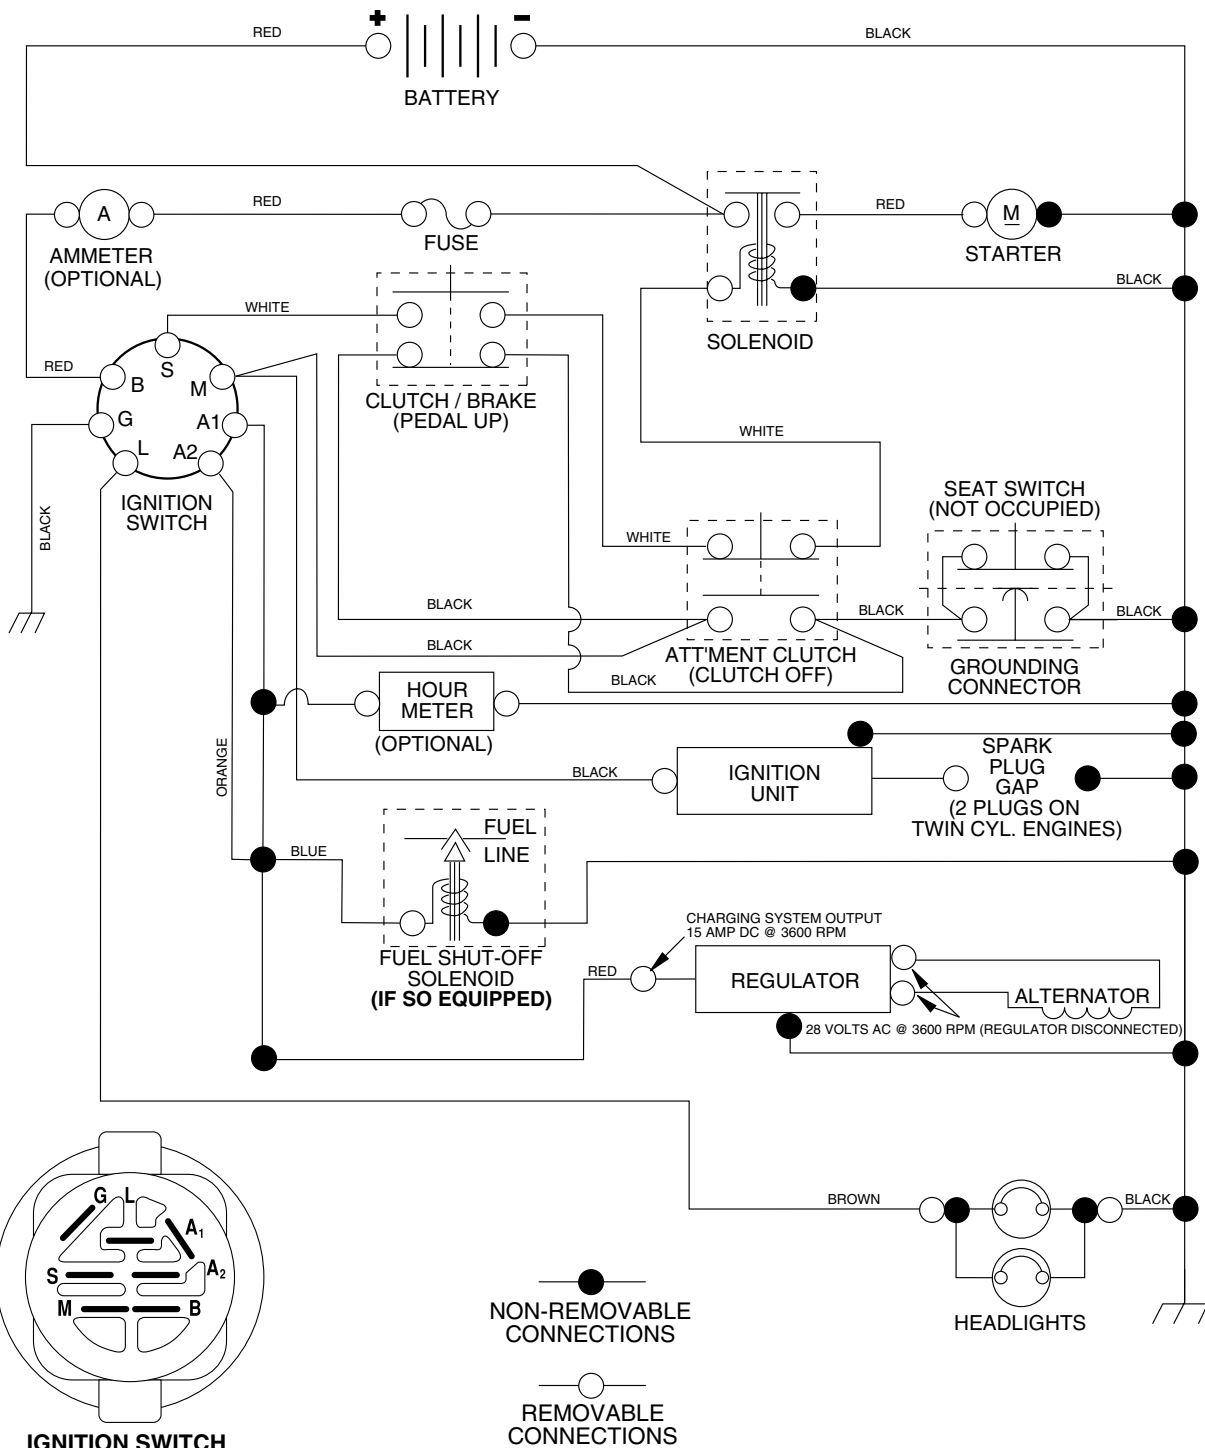 + −
RED
BLACK
BATTERY
A
RED
FUSE
RED
M
STARTER
AMMETER
(OPTIONAL)
BLACK
WHITE
SOLENOID
RED
S
B
M
G
A1
L
A2
CLUTCH / BRAKE
(PEDAL UP)
WHITE
IGNITION
SWITCH
BLACK
SEAT SWITCH
(NOT OCCUPIED)
WHITE
BLACK
BLACK
BLACK
BLACK
ATT'MENT CLUTCH
(CLUTCH OFF)
GROUNDING
CONNECTOR
BLACK
HOUR
METER
(OPTIONAL)
ORANGE
BLACK
IGNITION
UNIT
SPARK
PLUG
GAP
(2 PLUGS ON
TWIN CYL. ENGINES)
BLUE
FUEL
LINE
FUEL SHUT-OFF
SOLENOID
(IF SO EQUIPPED)
CHARGING SYSTEM OUTPUT
15 AMP DC @ 3600 RPM
RED
REGULATOR
ALTERNATOR
28 VOLTS AC @ 3600 RPM (REGULATOR DISCONNECTED)
BROWN
BLACK
HEADLIGHTS
G L
A1
S
A2
M
B
IGNITION SWITCH
NON-REMOVABLE
CONNECTIONS
REMOVABLE
CONNECTIONS